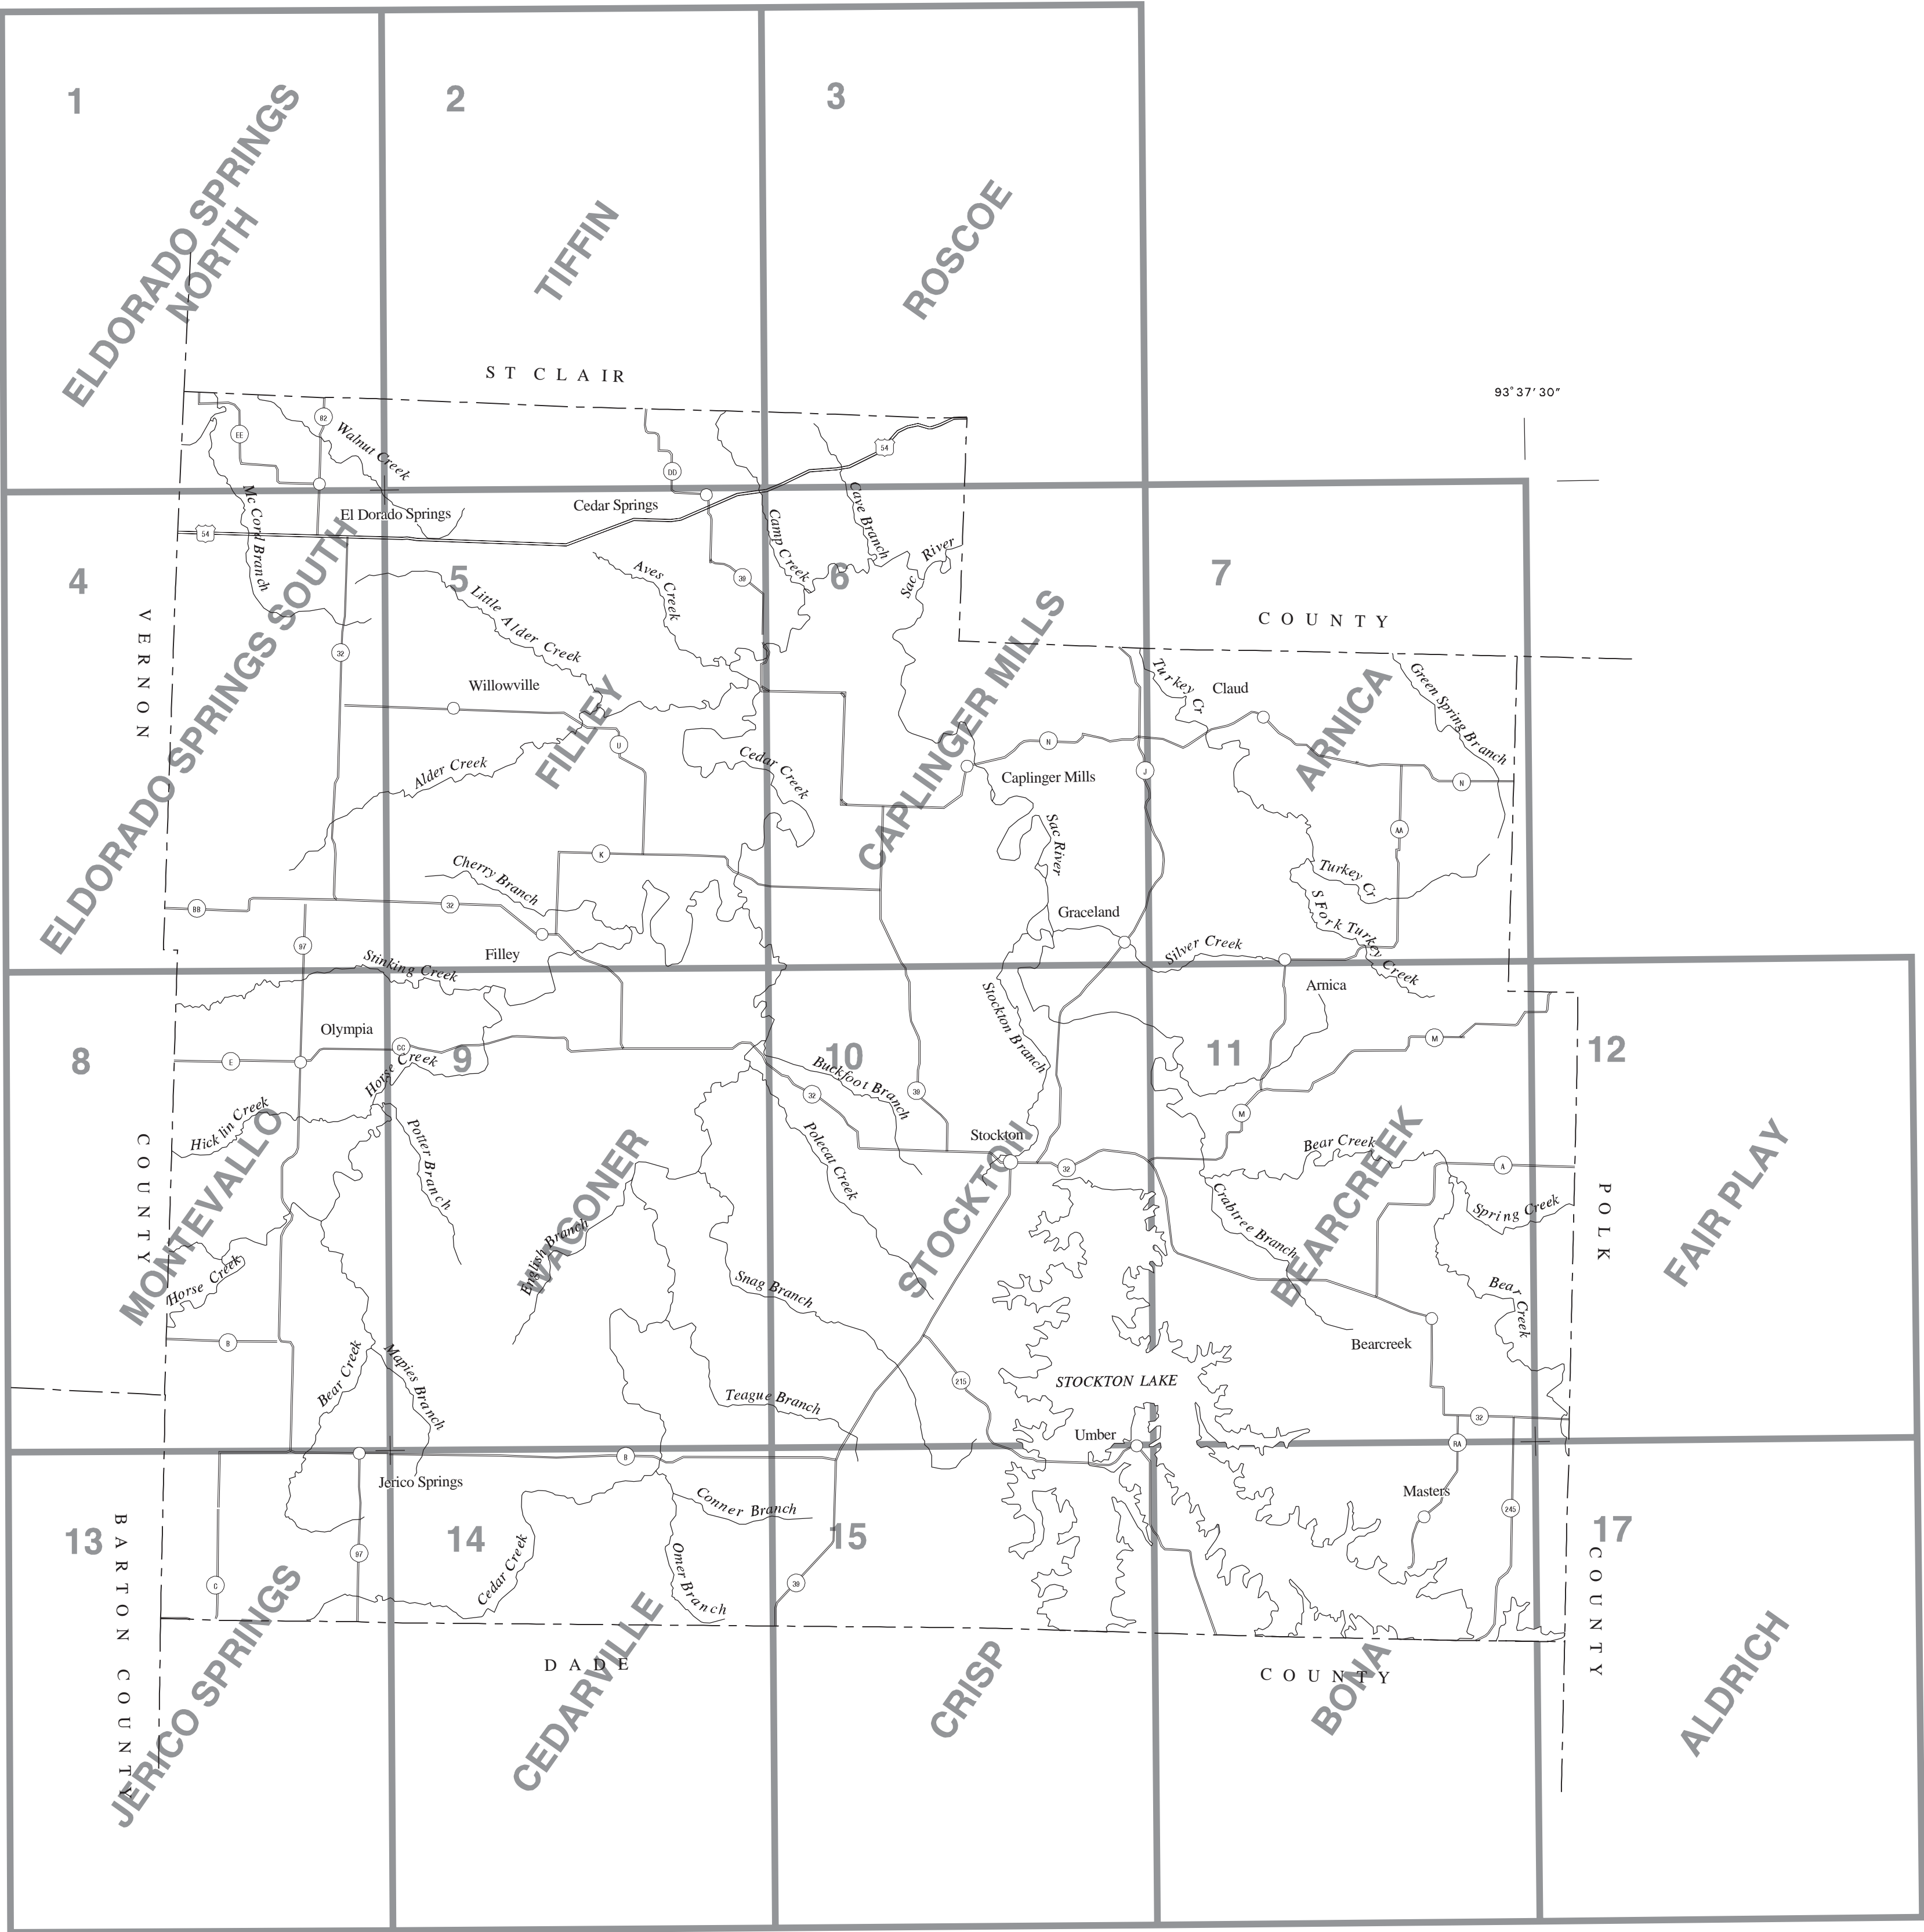 1
2
3
ELDORADO SPRINGS
NORTH
TIFFIN
ROSCOE
ST CLAIR
93° 37' 30"
82
EE
Walnut Creek
54
DD
Mc Cord Branch
El Dorado Springs
Cedar Springs
Cave Branch
Camp Creek
54
Sac River
4
5
6
7
Aves Creek
39
Little Alder Creek
COUNTY
VERNON
32
ELDORADO SPRINGS SOUTH
Willowville
FILLEY
CAPLINGER MILLS
Turkey Cr
Claud
ARNICA
Green Spring Branch
U
N
Alder Creek
Cedar Creek
Caplinger Mills
J
N
Sac River
AA
K
Cherry Branch
Turkey Cr
S Fork Turkey Creek
BB
32
Graceland
97
Filley
Silver Creek
Stinking Creek
Arnica
Stockton Branch
Olympia
CC
M
E
Horse Creek
8
9
10
11
12
Buckfoot Branch
32
39
M
Hicklin Creek
Potter Branch
Polecat Creek
Stockton
32
Bear Creek
A
COUNTY
MONTEVALLO
WAGONER
STOCKTON
BEARCREEK
FAIR PLAY
POLK
Crabtree Branch
Spring Creek
English Branch
Horse Creek
Snag Branch
Bear Creek
B
Bear Creek
Mapies Branch
Bearcreek
215
STOCKTON LAKE
Teague Branch
32
Umber
RA
B
Jerico Springs
Conner Branch
Masters
245
13
14
15
17
BARTON COUNTY
97
Cedar Creek
Omer Branch
C
39
COUNTY
JERICO SPRINGS
CEDARVILLE
CRISP
BONA
ALDRICH
DADE
COUNTY